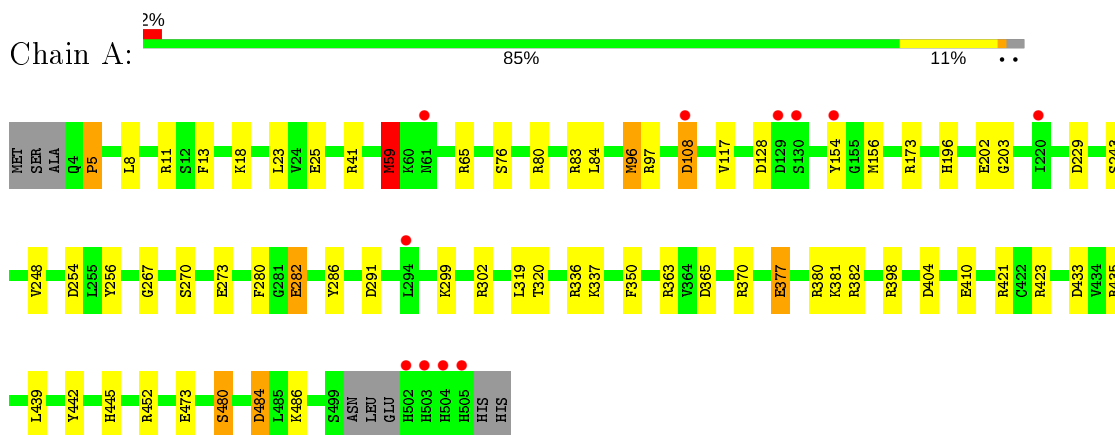 2%
Chain A:
85% 11% • •
MET SER ALA Q4 P5 L8 R11 S12 F13 K18 L23 V24 E25 R41 M59 K60 N61 R65 S76 R80 R83 L84 M96 R97 D108 V117 D128 D129 S130 Y154 G155 M156 R173 H196 E202 G203 I220 D229 S243
V248 D254 L255 Y256 G267 S270 E273 F280 G281 E282 Y286 D291 L294 K299 R302 L319 T320 R336 K337 F350 R363 V364 D365 R370 E377 R380 K381 R382 R398 D404 E410 R421 C422 R423 D433 V434 R435
L439 Y442 H445 R452 E473 S480 D484 L485 K486 S499 ASN LEU GLU H502 H503 H504 H505 HIS HIS